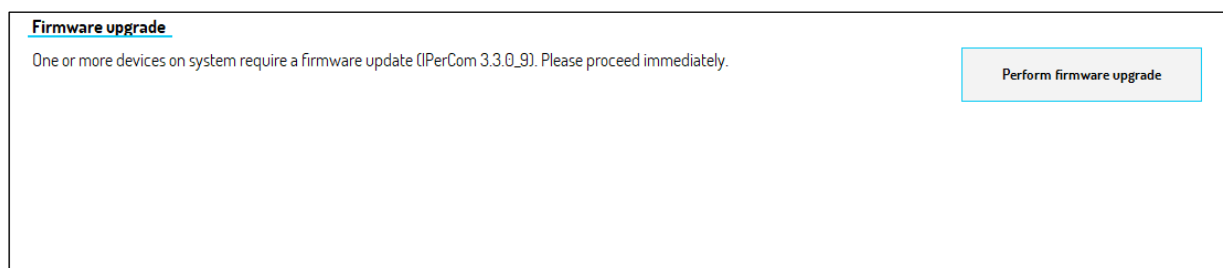 Firmware upgrade
One or more devices on system require a firmware update (IPerCom 3.3.0_9). Please proceed immediately.
Perform firmware upgrade